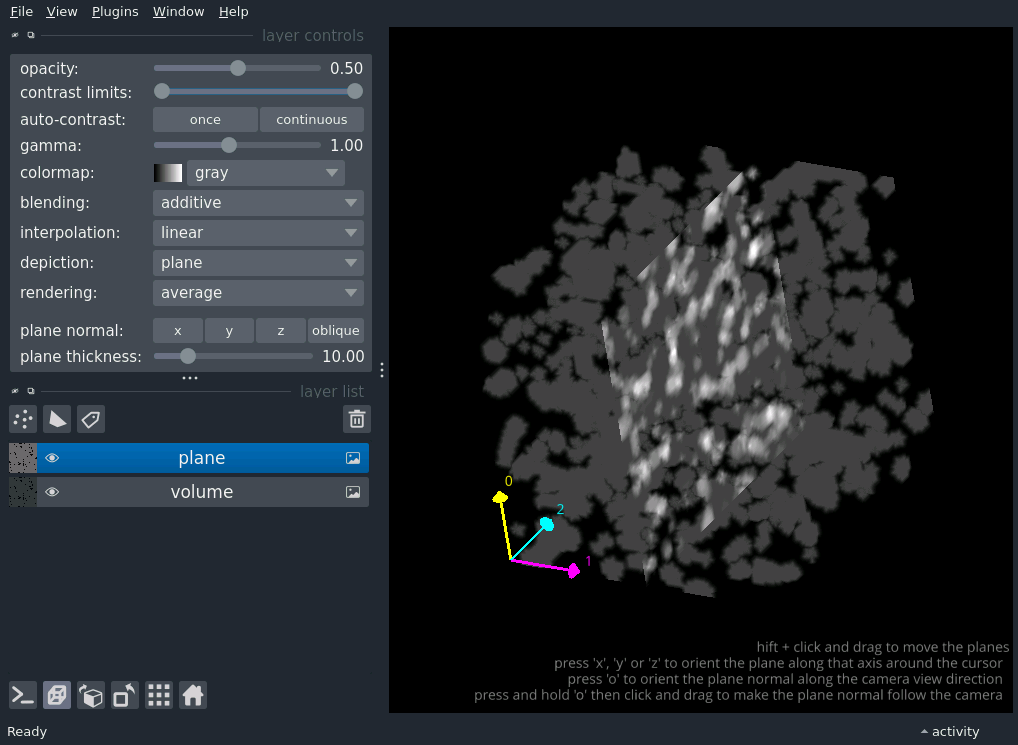 File View Plugins Window Help
layer controls
opacity: 0.50
contrast limits:
auto-contrast: once continuous
gamma: 1.00
colormap: gray
blending: additive
interpolation: linear
depiction: plane
rendering: average
plane normal: x y z oblique
plane thickness: 10.00
layer list
plane
volume
0
2
1
hift + click and drag to move the planes
press 'x', 'y' or 'z' to orient the plane along that axis around the cursor
press 'o' to orient the plane normal along the camera view direction
press and hold 'o' then click and drag to make the plane normal follow the camera
Ready activity